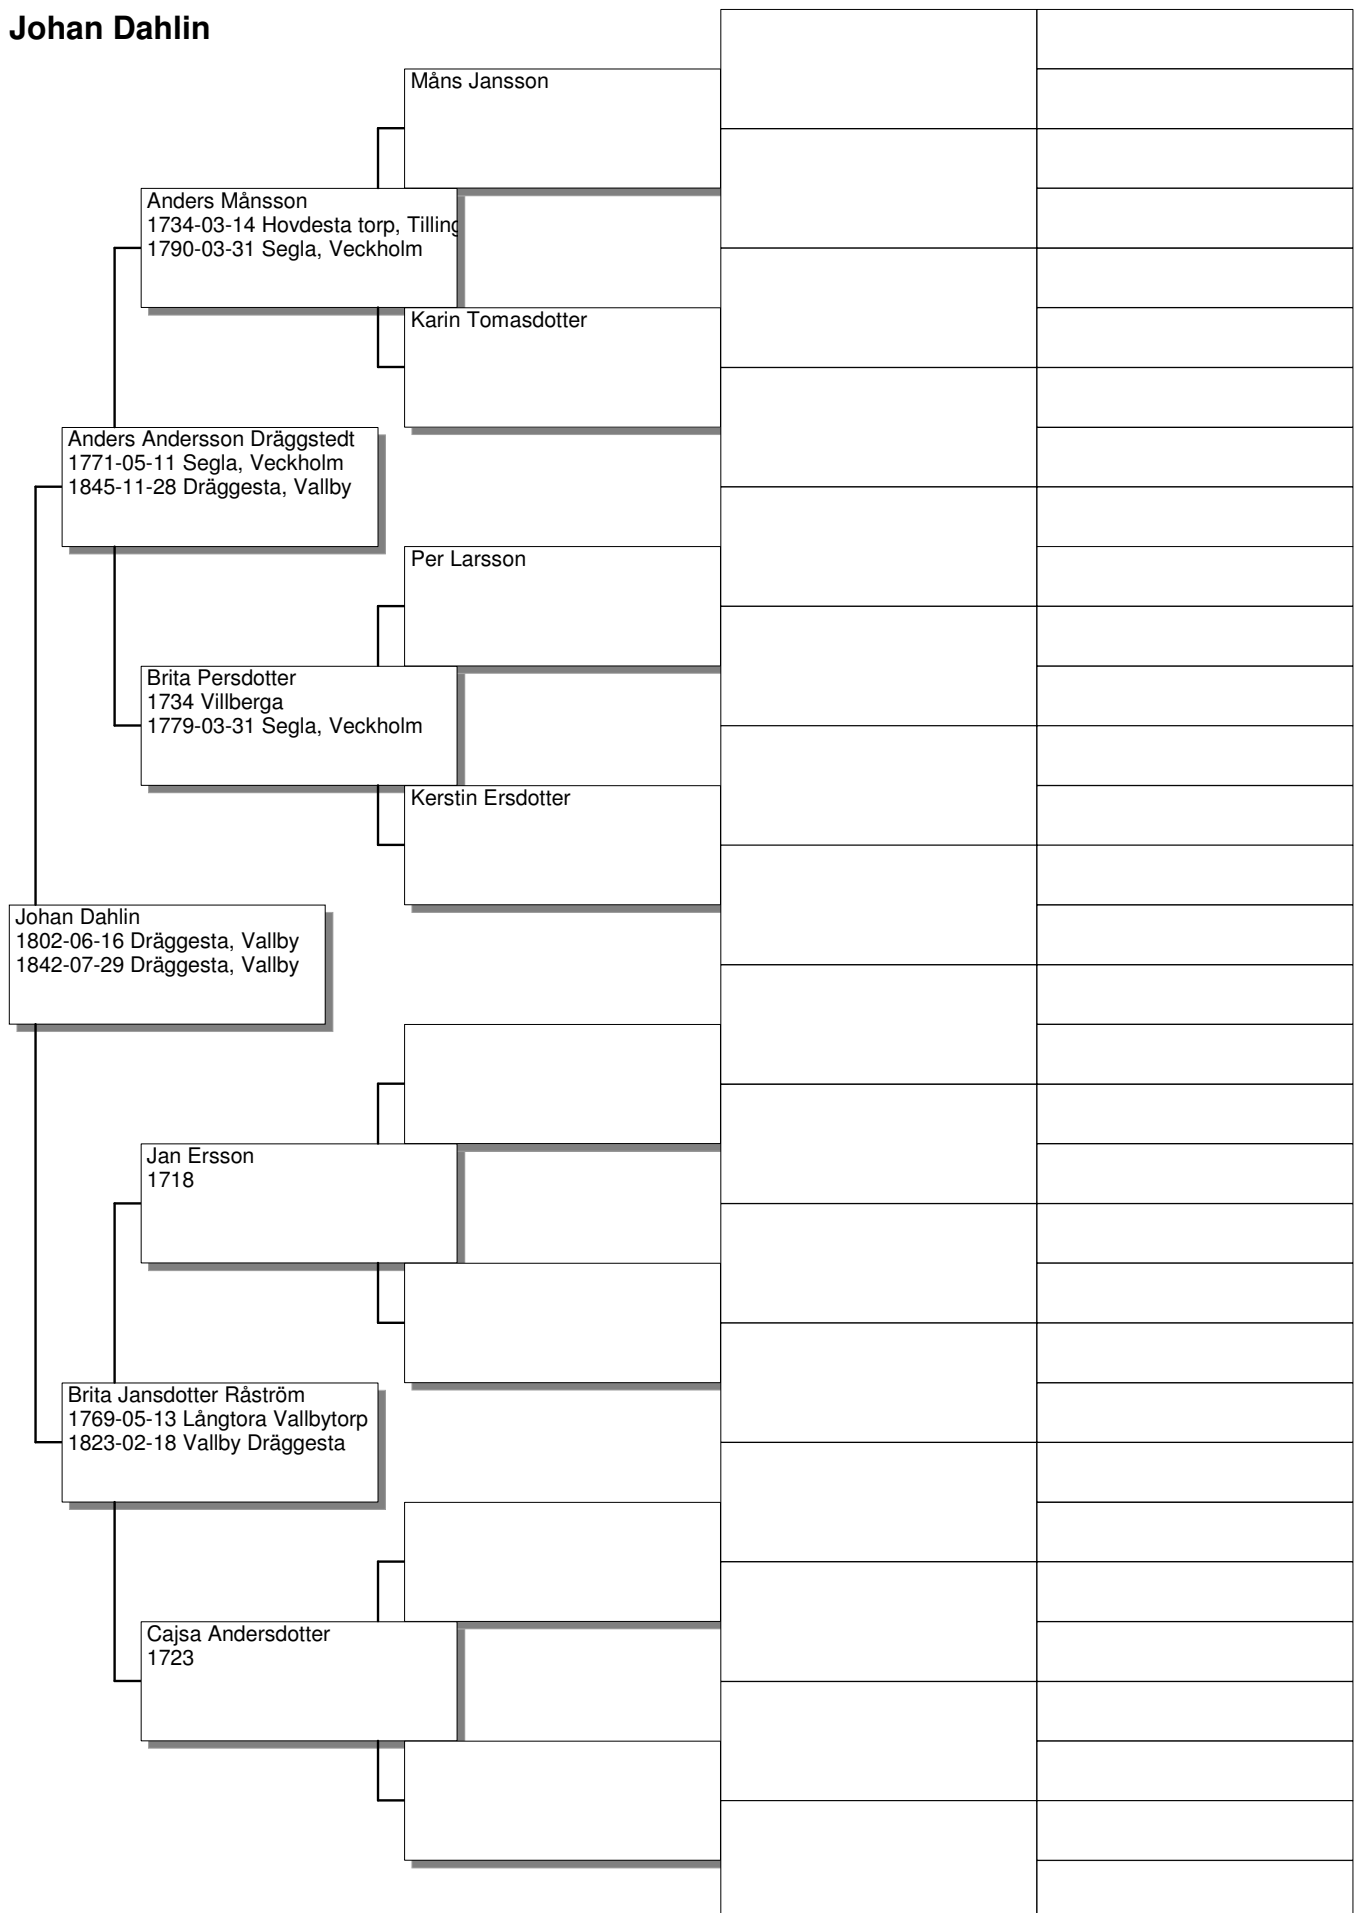 Johan Dahlin
Måns Jansson
Anders Månsson
1734-03-14 Hovdesta torp, Tilling
1790-03-31 Segla, Veckholm
Karin Tomasdotter
Anders Andersson Dräggstedt
1771-05-11 Segla, Veckholm
1845-11-28 Dräggesta, Vallby
Per Larsson
Brita Persdotter
1734 Villberga
1779-03-31 Segla, Veckholm
Kerstin Ersdotter
Johan Dahlin
1802-06-16 Dräggesta, Vallby
1842-07-29 Dräggesta, Vallby
Jan Ersson
1718
Brita Jansdotter Råström
1769-05-13 Långtora Vallbytorp
1823-02-18 Vallby Dräggesta
Cajsa Andersdotter
1723